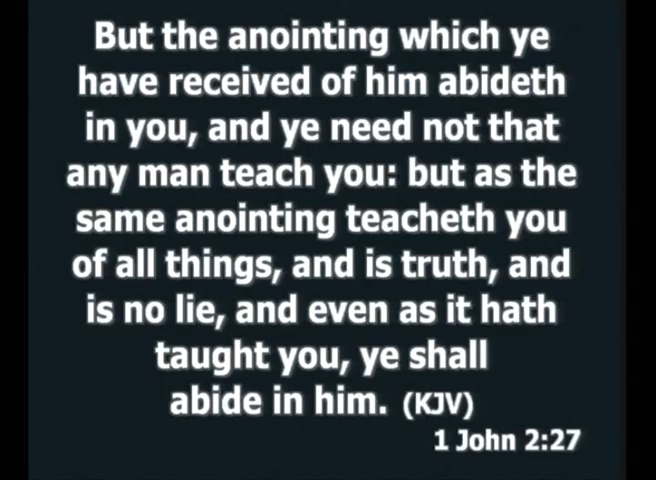 But the anointing which ye
have received of him abideth
in you, and ye need not that
any man teach you: but as the
same anointing teacheth you
of all things, and is truth, and
is no lie, and even as it hath
taught you, ye shall
abide in him. (KJV)
1 John 2:27